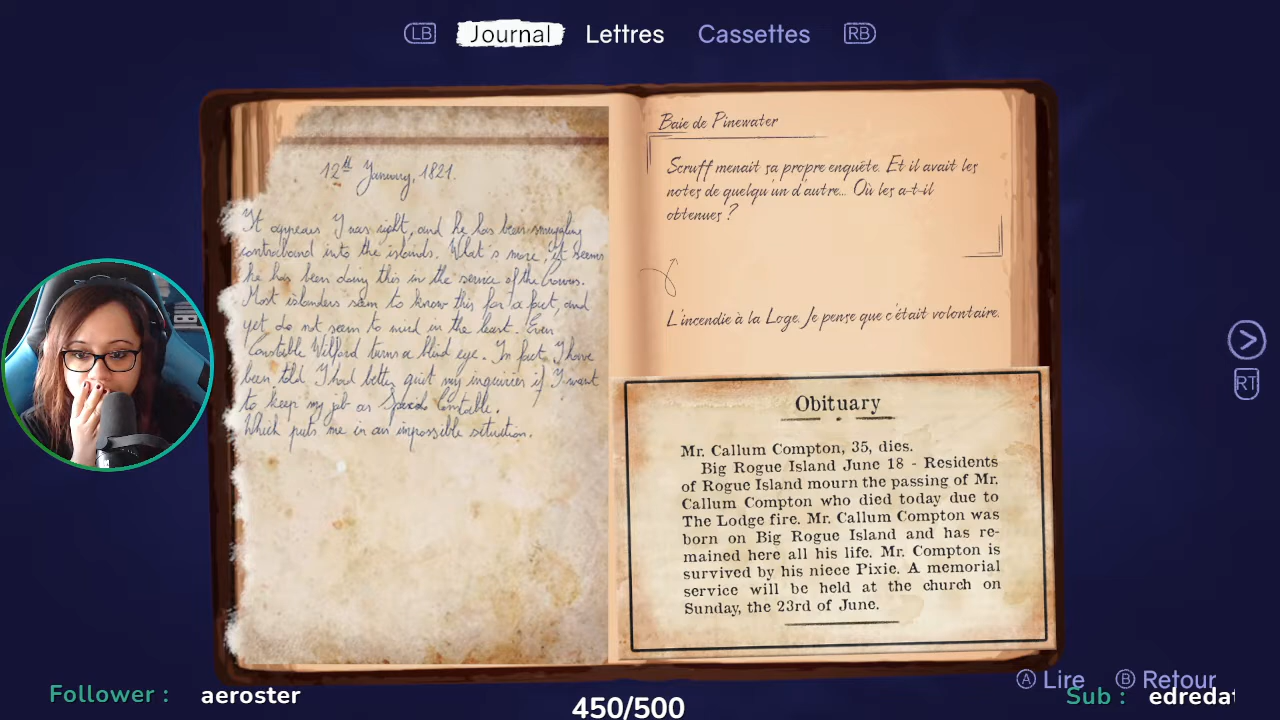 LB Journal Lettres Cassettes RB
12th January, 1821.
It appears I was right, and he has been smuggling
contraband into the islands. What's more, it seems
he has been doing this in the service of the Crowes.
Most islanders seem to know this for a fact, and
yet do not seem to mind in the least. Even
Constable Wilford turns a blind eye. In fact, I have
been told I had better quiet my inquiries if I want
to keep my job as Special Constable.
Which puts me in an impossible situation.
Baie de Pinewater
Scruff menait sa propre enquête. Et il avait les
notes de quelqu'un d'autre... Où les a-t-il
obtenues ?
L'incendie à la Loge. Je pense que c'était volontaire.
Obituary
Mr. Callum Compton, 35, dies.
Big Rogue Island June 18 - Residents
of Rogue Island mourn the passing of Mr.
Callum Compton who died today due to
The Lodge fire. Mr. Callum Compton was
born on Big Rogue Island and has re-
mained here all his life. Mr. Compton is
survived by his niece Pixie. A memorial
service will be held at the church on
Sunday, the 23rd of June.
RT
A Lire B Retour
Follower : aeroster
450/500
Sub : edredat